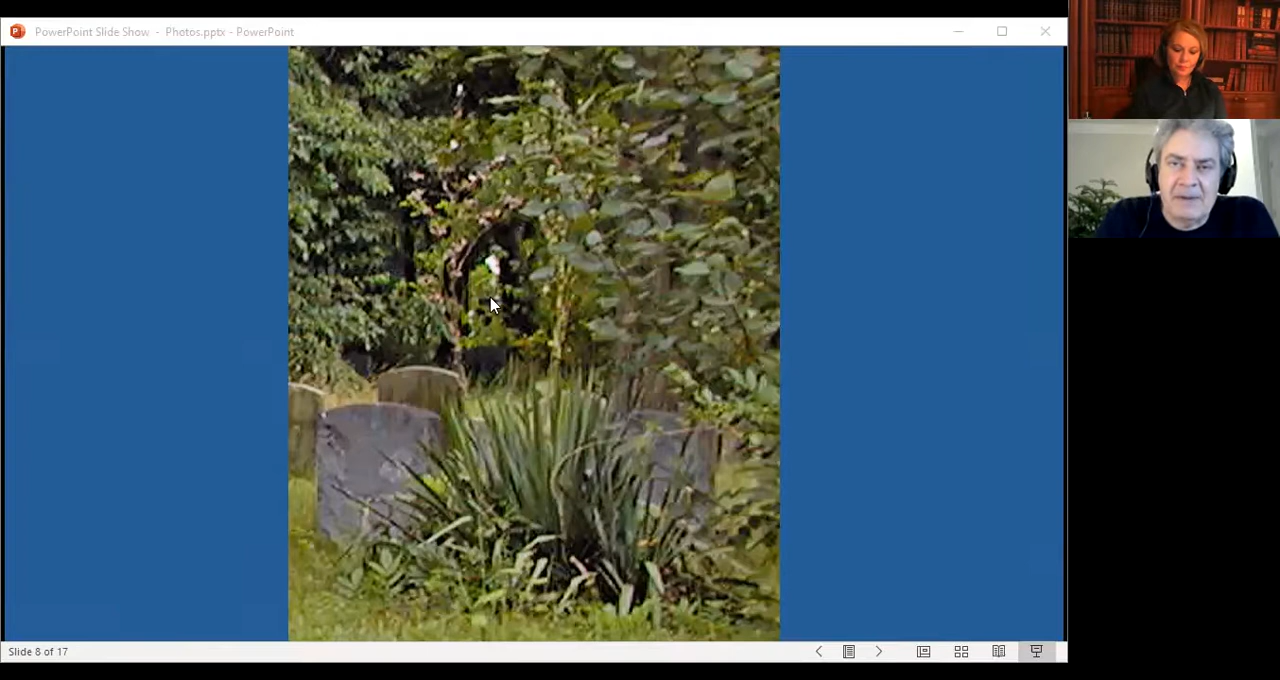 PowerPoint Slide Show - Photos.pptx - PowerPoint
Slide 8 of 17